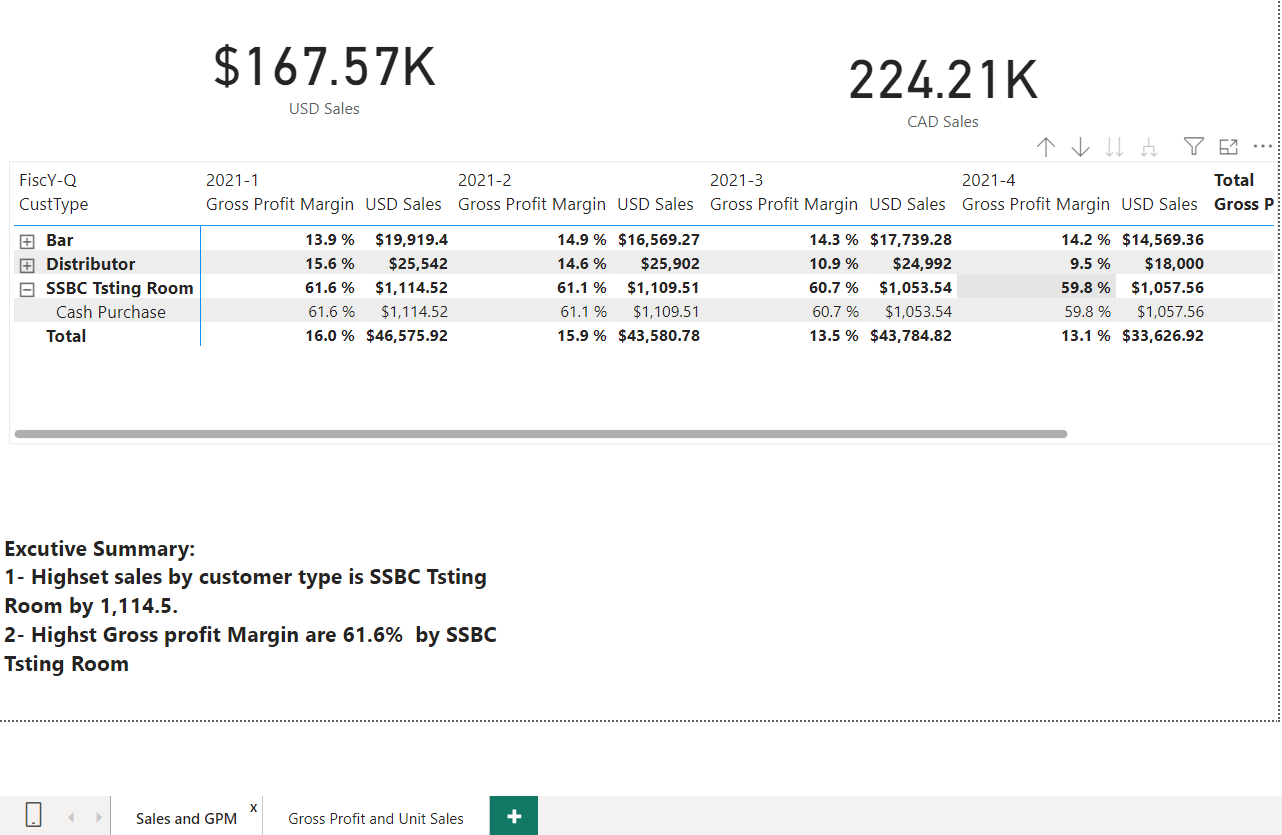 $167.57K
USD Sales
224.21K
CAD Sales
FiscY-Q 2021-1 2021-2 2021-3 2021-4 Total
CustType Gross Profit Margin USD Sales Gross Profit Margin USD Sales Gross Profit Margin USD Sales Gross Profit Margin USD Sales Gross P
Bar 13.9 % $19,919.4 14.9 % $16,569.27 14.3 % $17,739.28 14.2 % $14,569.36
Distributor 15.6 % $25,542 14.6 % $25,902 10.9 % $24,992 9.5 % $18,000
SSBC Tsting Room 61.6 % $1,114.52 61.1 % $1,109.51 60.7 % $1,053.54 59.8 % $1,057.56
Cash Purchase 61.6 % $1,114.52 61.1 % $1,109.51 60.7 % $1,053.54 59.8 % $1,057.56
Total 16.0 % $46,575.92 15.9 % $43,580.78 13.5 % $43,784.82 13.1 % $33,626.92
Excutive Summary:
1- Highset sales by customer type is SSBC Tsting
Room by 1,114.5.
2- Highst Gross profit Margin are 61.6%  by SSBC
Tsting Room
Sales and GPM x Gross Profit and Unit Sales